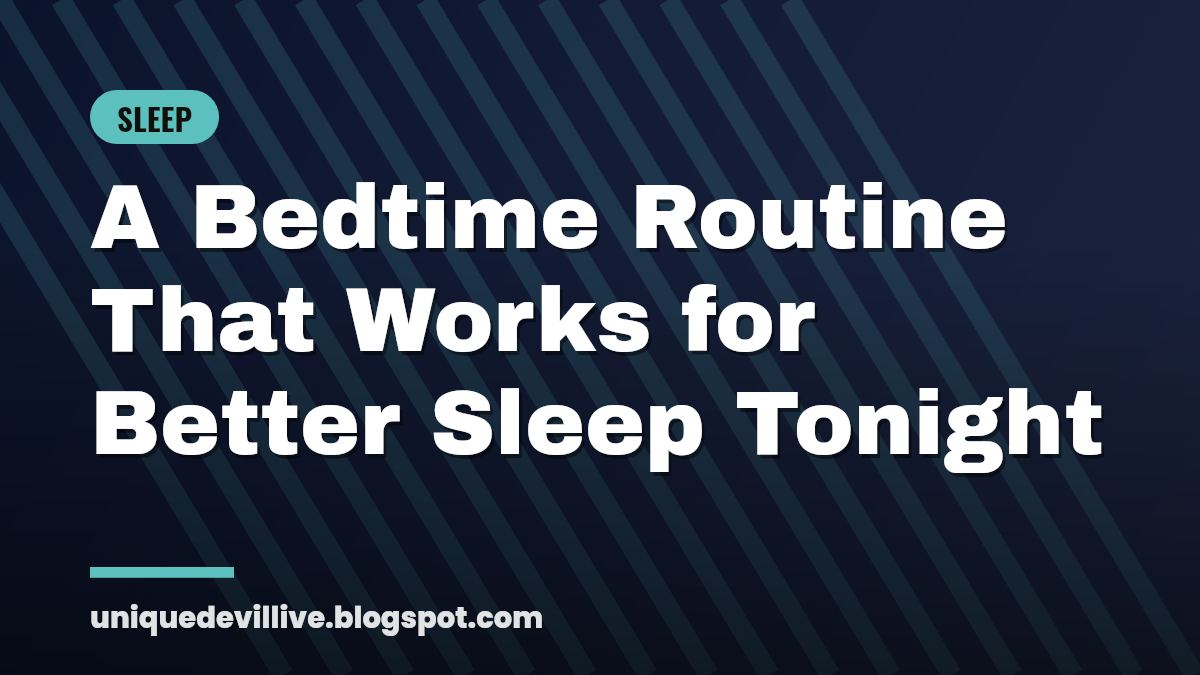 SLEEP
A Bedtime Routine
That Works for
Better Sleep Tonight
uniquedevillive.blogspot.com